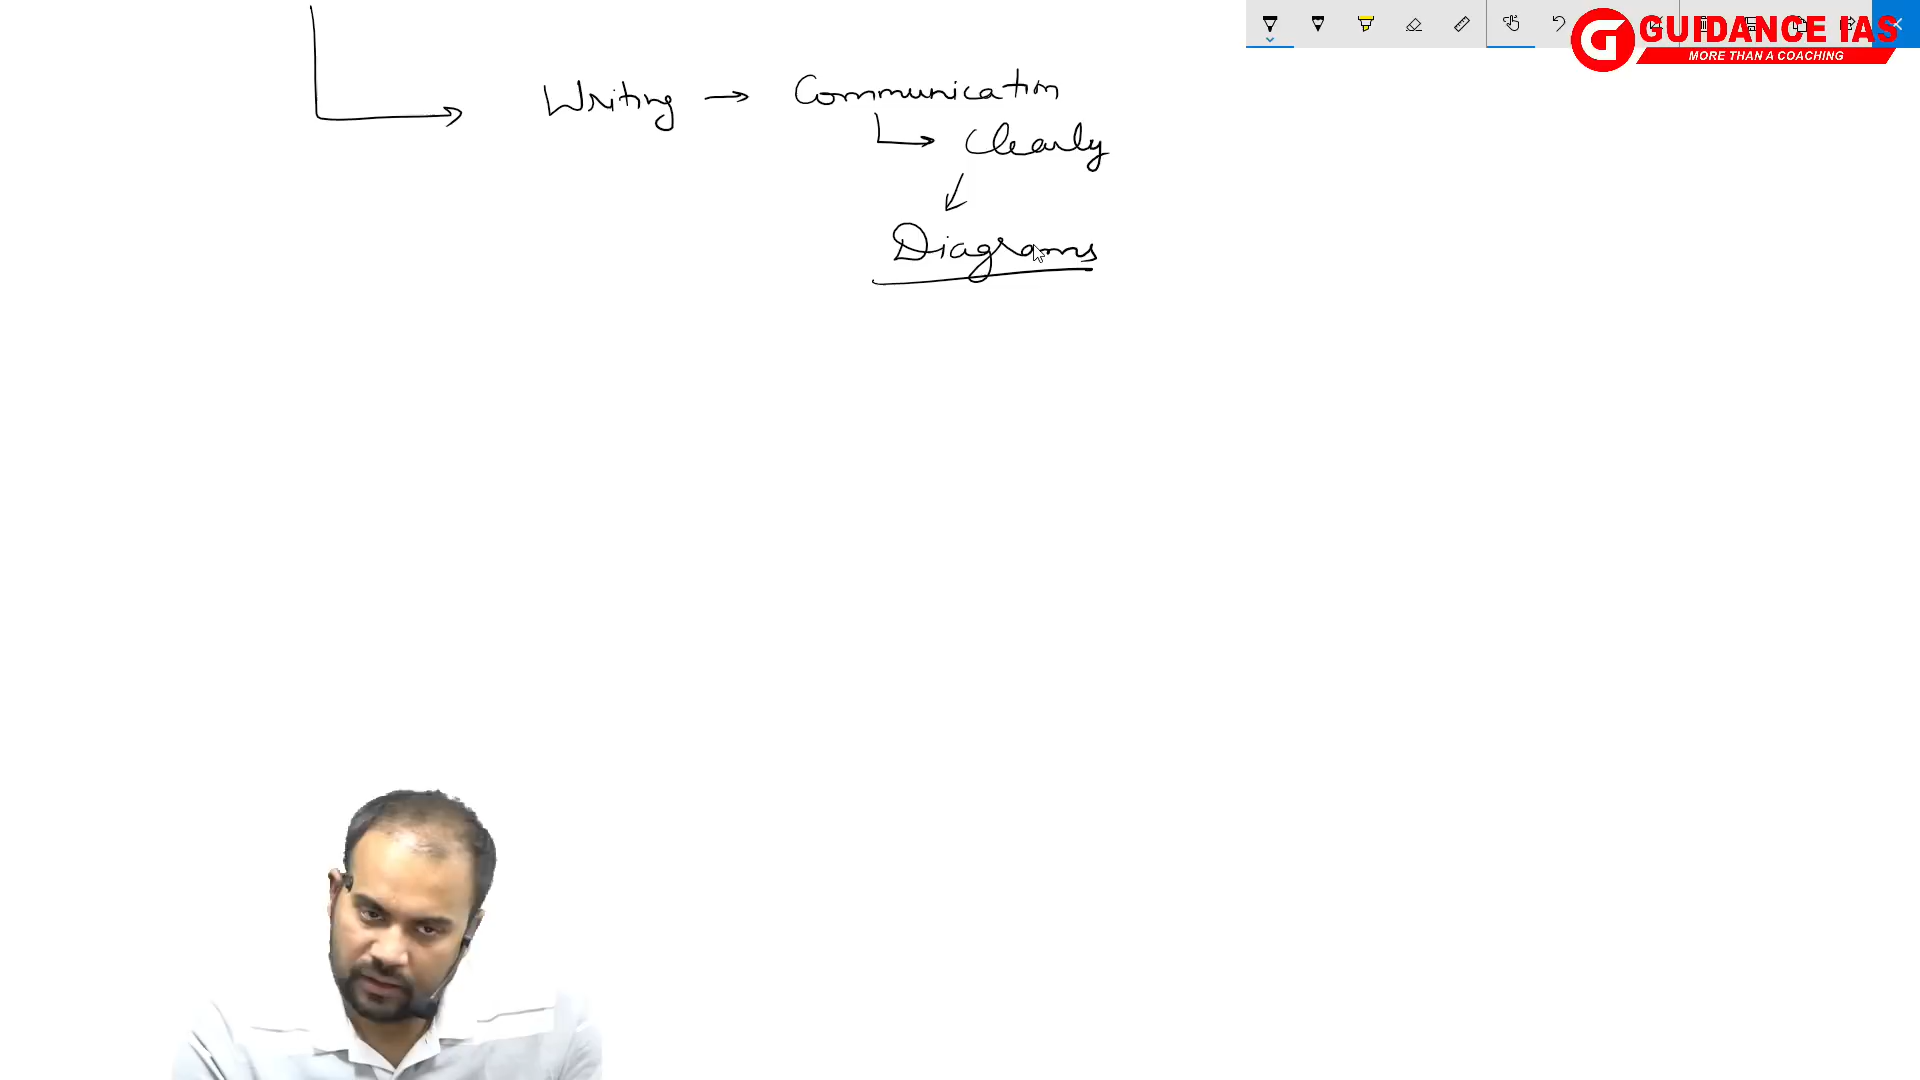 GUIDANCE IAS
MORE THAN A COACHING
Writing → Communication
Clearly
Diagrams